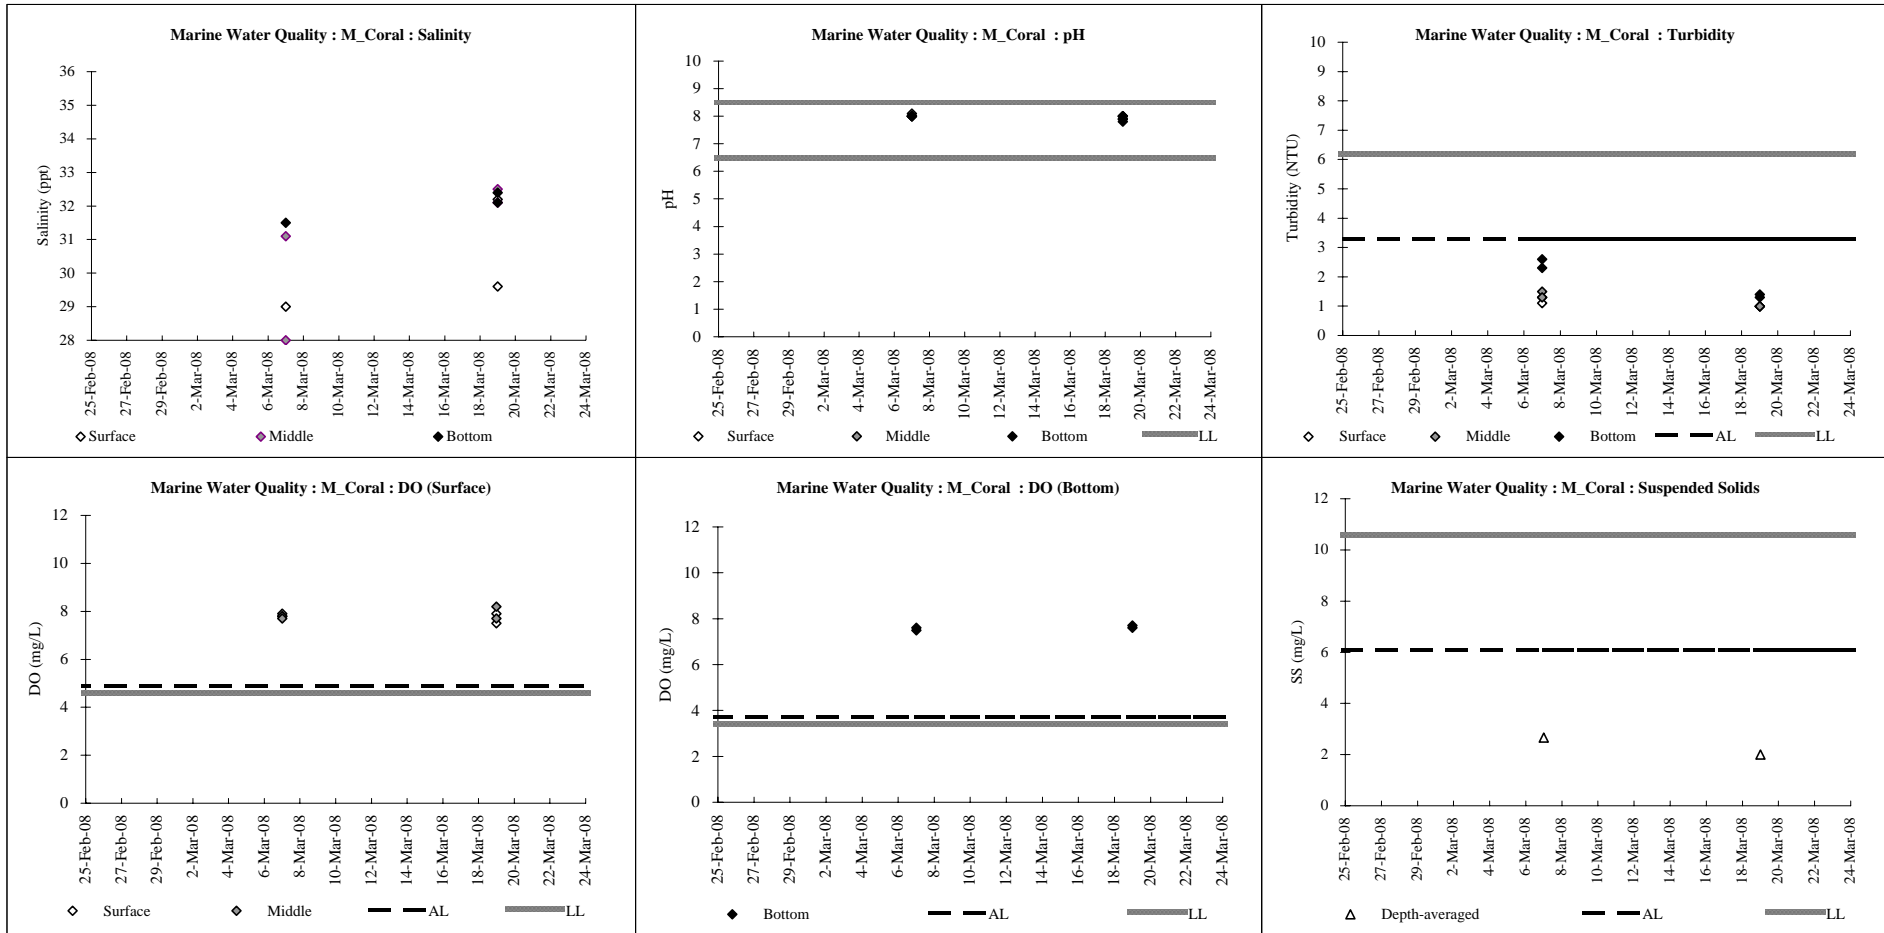 Marine Water Quality : M_Coral : Salinity
36
35
34
33
32
31
30
29
28
Salinity (ppt)
25-Feb-08
27-Feb-08
29-Feb-08
2-Mar-08
4-Mar-08
6-Mar-08
8-Mar-08
10-Mar-08
12-Mar-08
14-Mar-08
16-Mar-08
18-Mar-08
20-Mar-08
22-Mar-08
24-Mar-08
Surface Middle Bottom
Marine Water Quality : M_Coral : pH
10
9
8
7
6
5
4
3
2
1
0
pH
25-Feb-08
27-Feb-08
29-Feb-08
2-Mar-08
4-Mar-08
6-Mar-08
8-Mar-08
10-Mar-08
12-Mar-08
14-Mar-08
16-Mar-08
18-Mar-08
20-Mar-08
22-Mar-08
24-Mar-08
Surface Middle Bottom LL
Marine Water Quality : M_Coral : Turbidity
10
9
8
7
6
5
4
3
2
1
0
Turbidity (NTU)
25-Feb-08
27-Feb-08
29-Feb-08
2-Mar-08
4-Mar-08
6-Mar-08
8-Mar-08
10-Mar-08
12-Mar-08
14-Mar-08
16-Mar-08
18-Mar-08
20-Mar-08
22-Mar-08
24-Mar-08
Surface Middle Bottom AL LL
Marine Water Quality : M_Coral : DO (Surface)
12
10
8
6
4
2
0
DO (mg/L)
25-Feb-08
27-Feb-08
29-Feb-08
2-Mar-08
4-Mar-08
6-Mar-08
8-Mar-08
10-Mar-08
12-Mar-08
14-Mar-08
16-Mar-08
18-Mar-08
20-Mar-08
22-Mar-08
24-Mar-08
Surface Middle AL LL
Marine Water Quality : M_Coral : DO (Bottom)
12
10
8
6
4
2
0
DO (mg/L)
25-Feb-08
27-Feb-08
29-Feb-08
2-Mar-08
4-Mar-08
6-Mar-08
8-Mar-08
10-Mar-08
12-Mar-08
14-Mar-08
16-Mar-08
18-Mar-08
20-Mar-08
22-Mar-08
24-Mar-08
Bottom AL LL
Marine Water Quality : M_Coral : Suspended Solids
12
10
8
6
4
2
0
SS (mg/L)
25-Feb-08
27-Feb-08
29-Feb-08
2-Mar-08
4-Mar-08
6-Mar-08
8-Mar-08
10-Mar-08
12-Mar-08
14-Mar-08
16-Mar-08
18-Mar-08
20-Mar-08
22-Mar-08
24-Mar-08
Depth-averaged AL LL